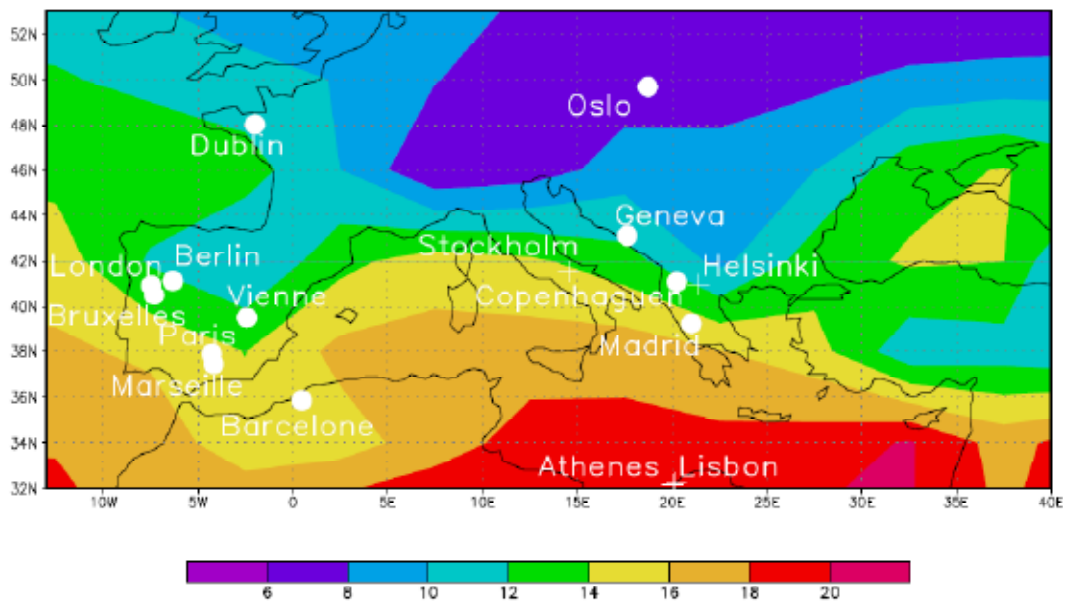 52N
50N
Oslo
48N
Dublin
46N
44N
Geneva
Stockholm
42N
London Berlin
Helsinki
Vienne
Copenhaguen
40N
Bruxelles
Paris
Madrid
38N
Marseille
36N
Barcelone
34N
Athenes Lisbon
32N
10W 5W 0 5E 10E 15E 20E 25E 30E 35E 40E
6 8 10 12 14 16 18 20